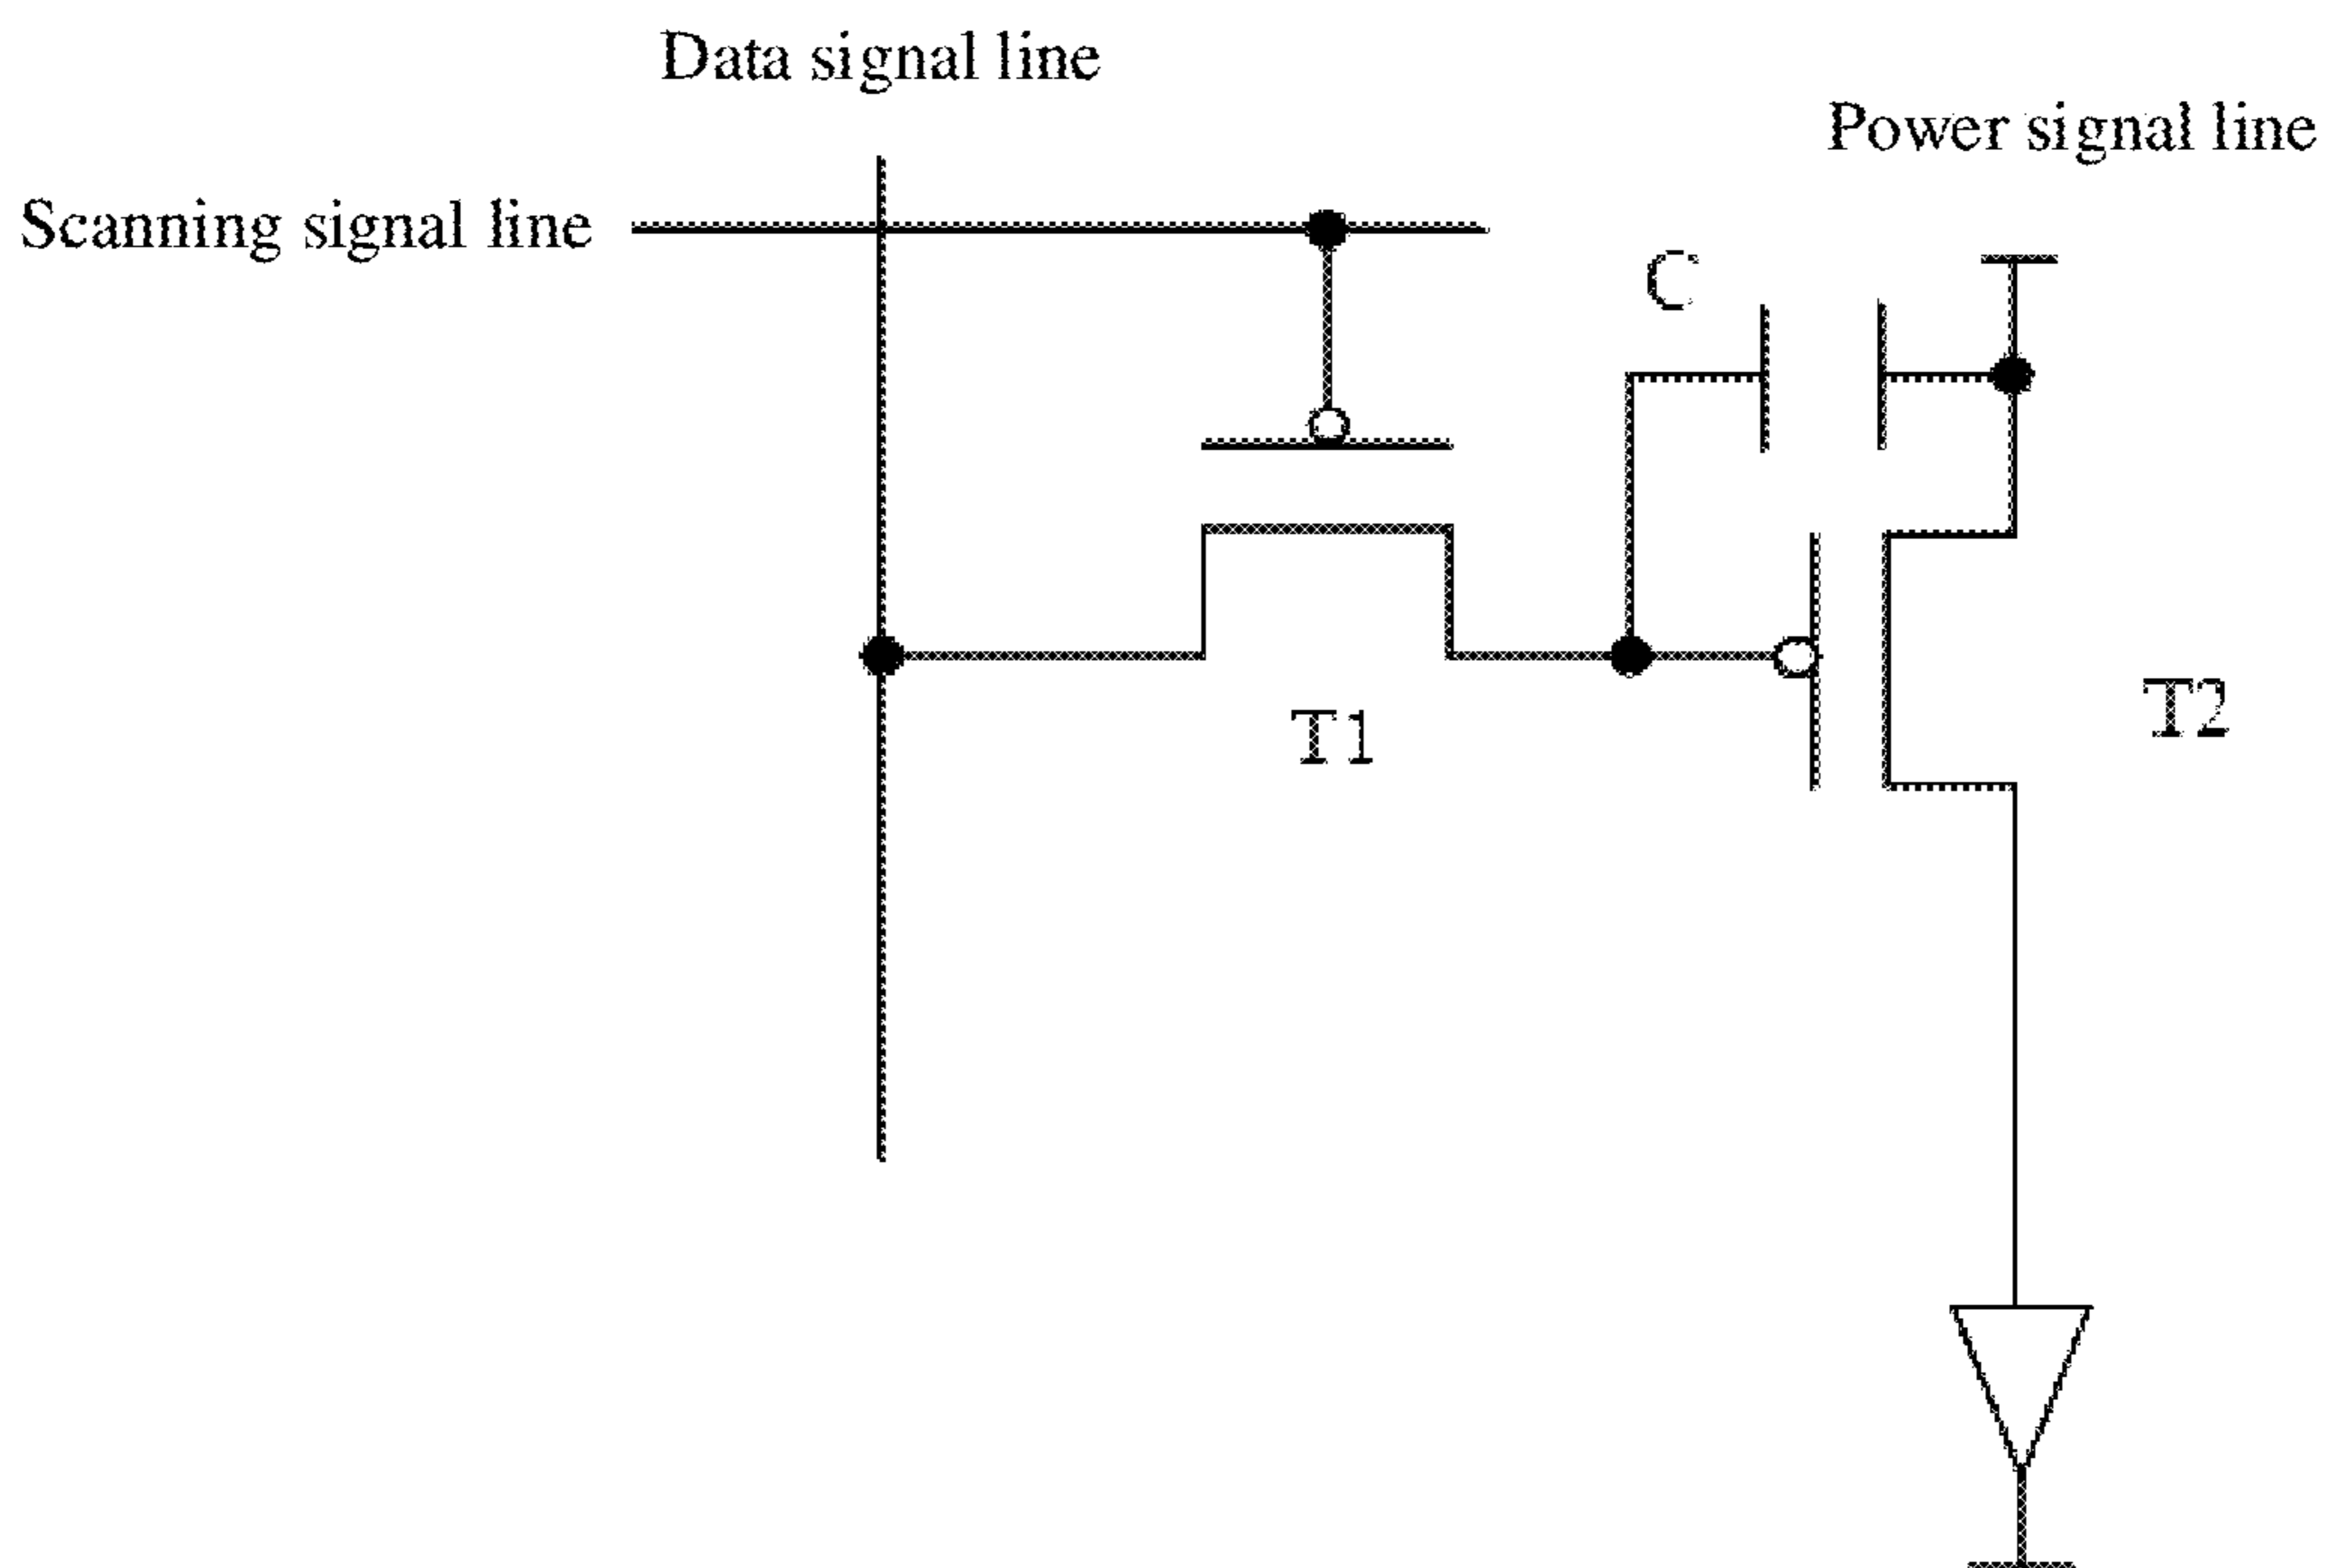 Data signal line
Power signal line
Scanning signal line
C
T1
T2